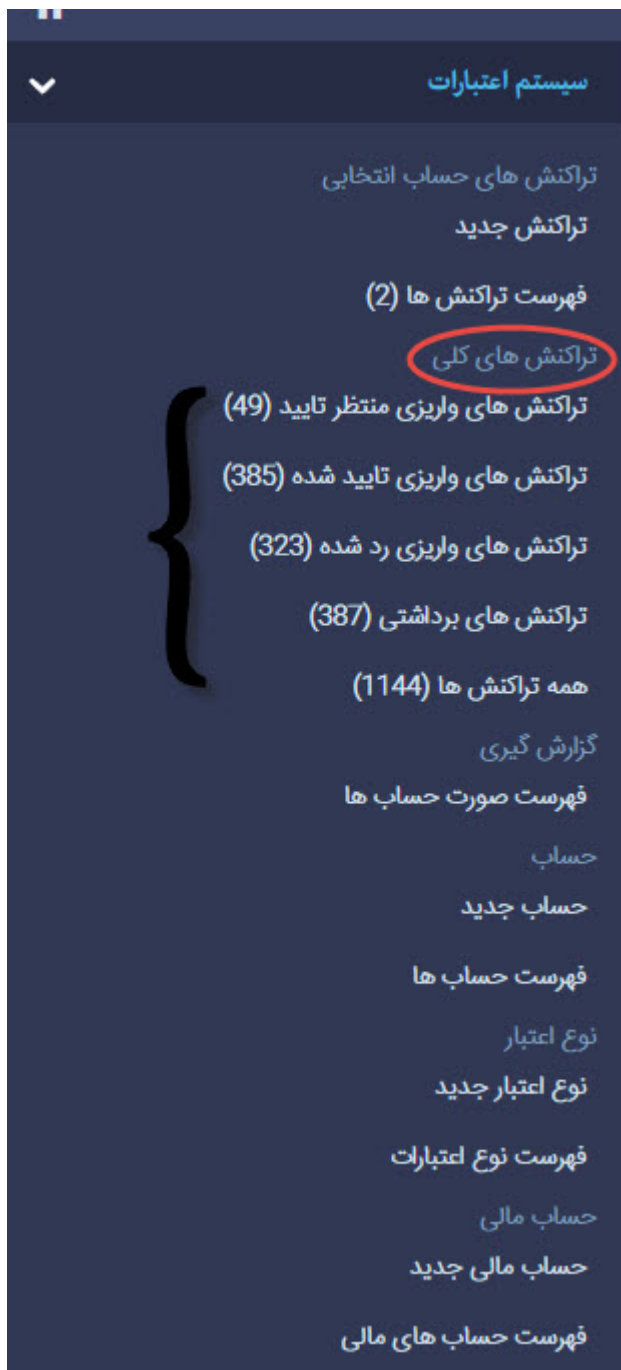 سیستم اعتبارات
تراکنش های حساب انتخابی
تراکنش جدید
فهرست تراکنش ها (2)
تراکنش های کلی
تراکنش های واریزی منتظر تایید (49)
تراکنش های واریزی تایید شده (385)
تراکنش های واریزی رد شده (323)
تراکنش های برداشتی (387)
همه تراکنش ها (1144)
گزارش گیری
فهرست صورت حساب ها
حساب
حساب جدید
فهرست حساب ها
نوع اعتبار
نوع اعتبار جدید
فهرست نوع اعتبارات
حساب مالی
حساب مالی جدید
فهرست حساب های مالی